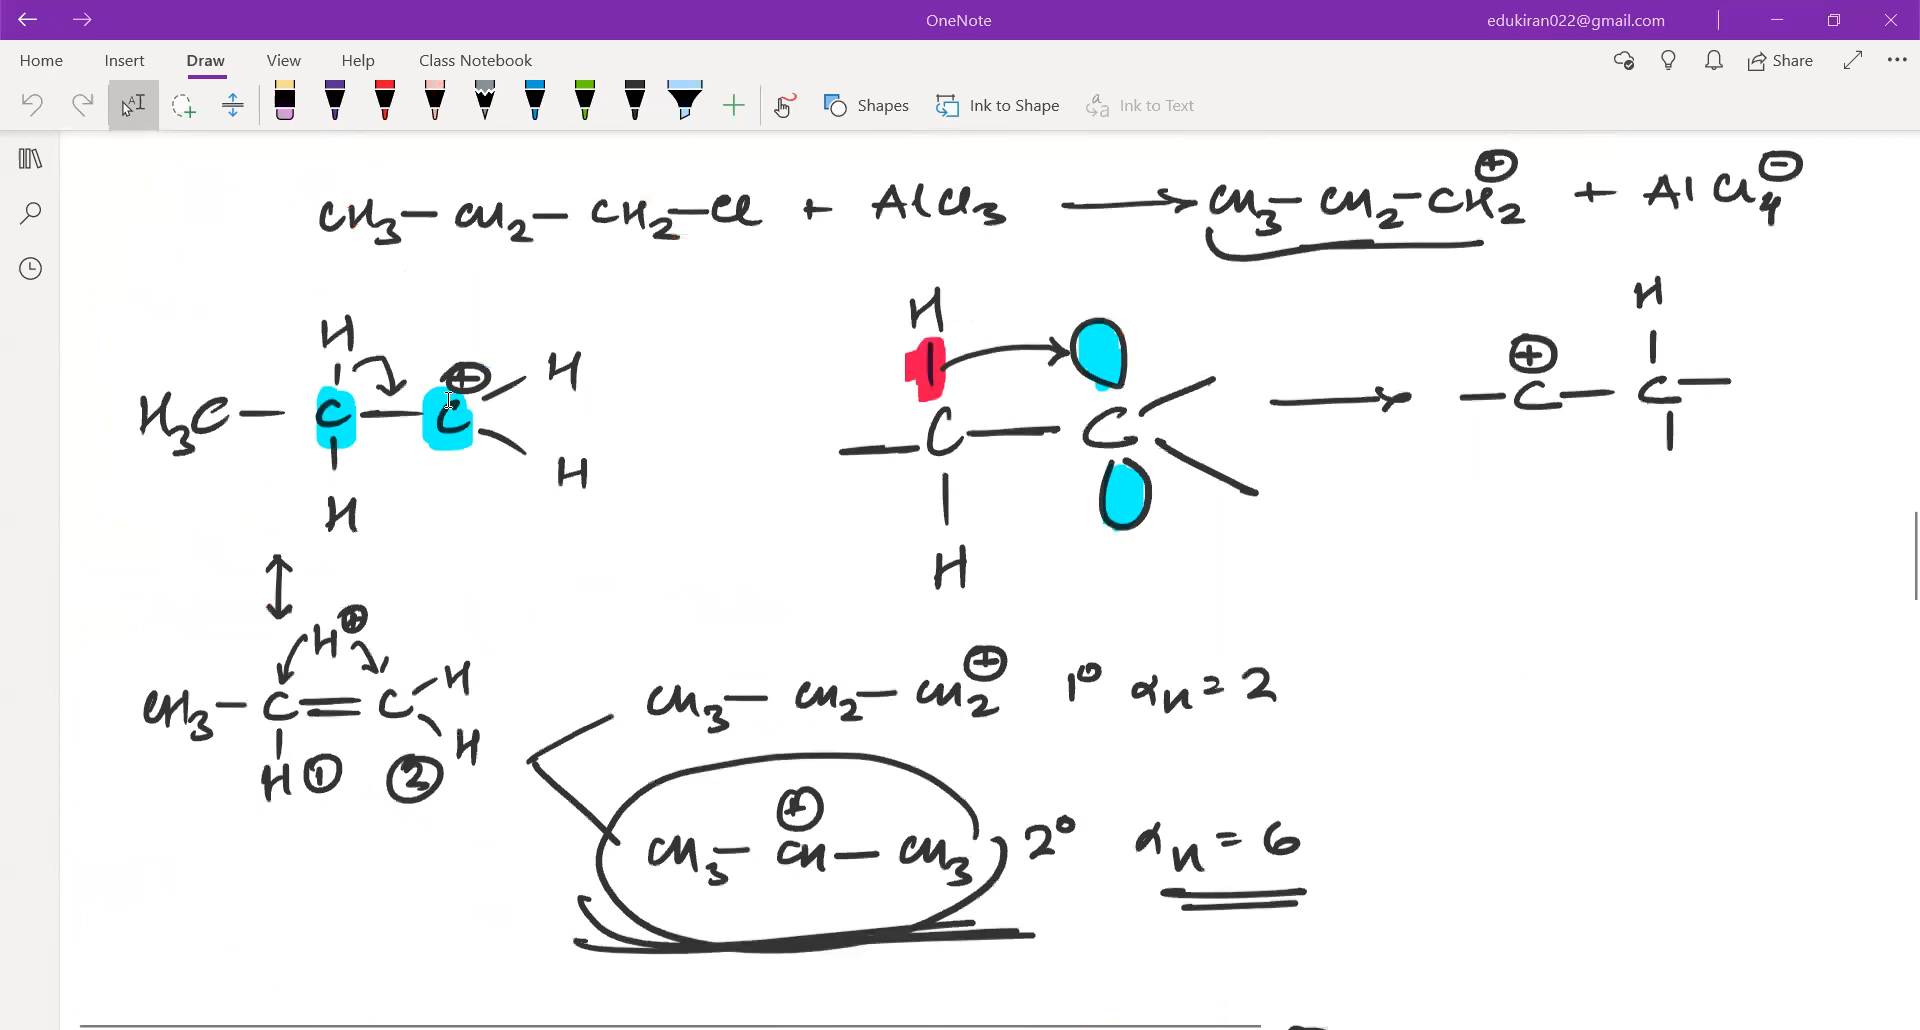 OneNote
edukiran022@gmail.com
Home Insert Draw View Help Class Notebook
Share
Shapes Ink to Shape Ink to Text
CH3 — CH2 — CH2 — Cl + AlCl3 ⟶ CH3 — CH2 — CH2 ⊕ + AlCl4 ⊖
H H H
H3C — C — C ⊕ H
H
H
C — C
⊕
— C — C —
H H
H ⊕
CH3 — C = C H
H
H ① ②
CH3 — CH2 — CH2 ⊕ 1° αH = 2
⊕
CH3 — CH — CH3 2° αH = 6